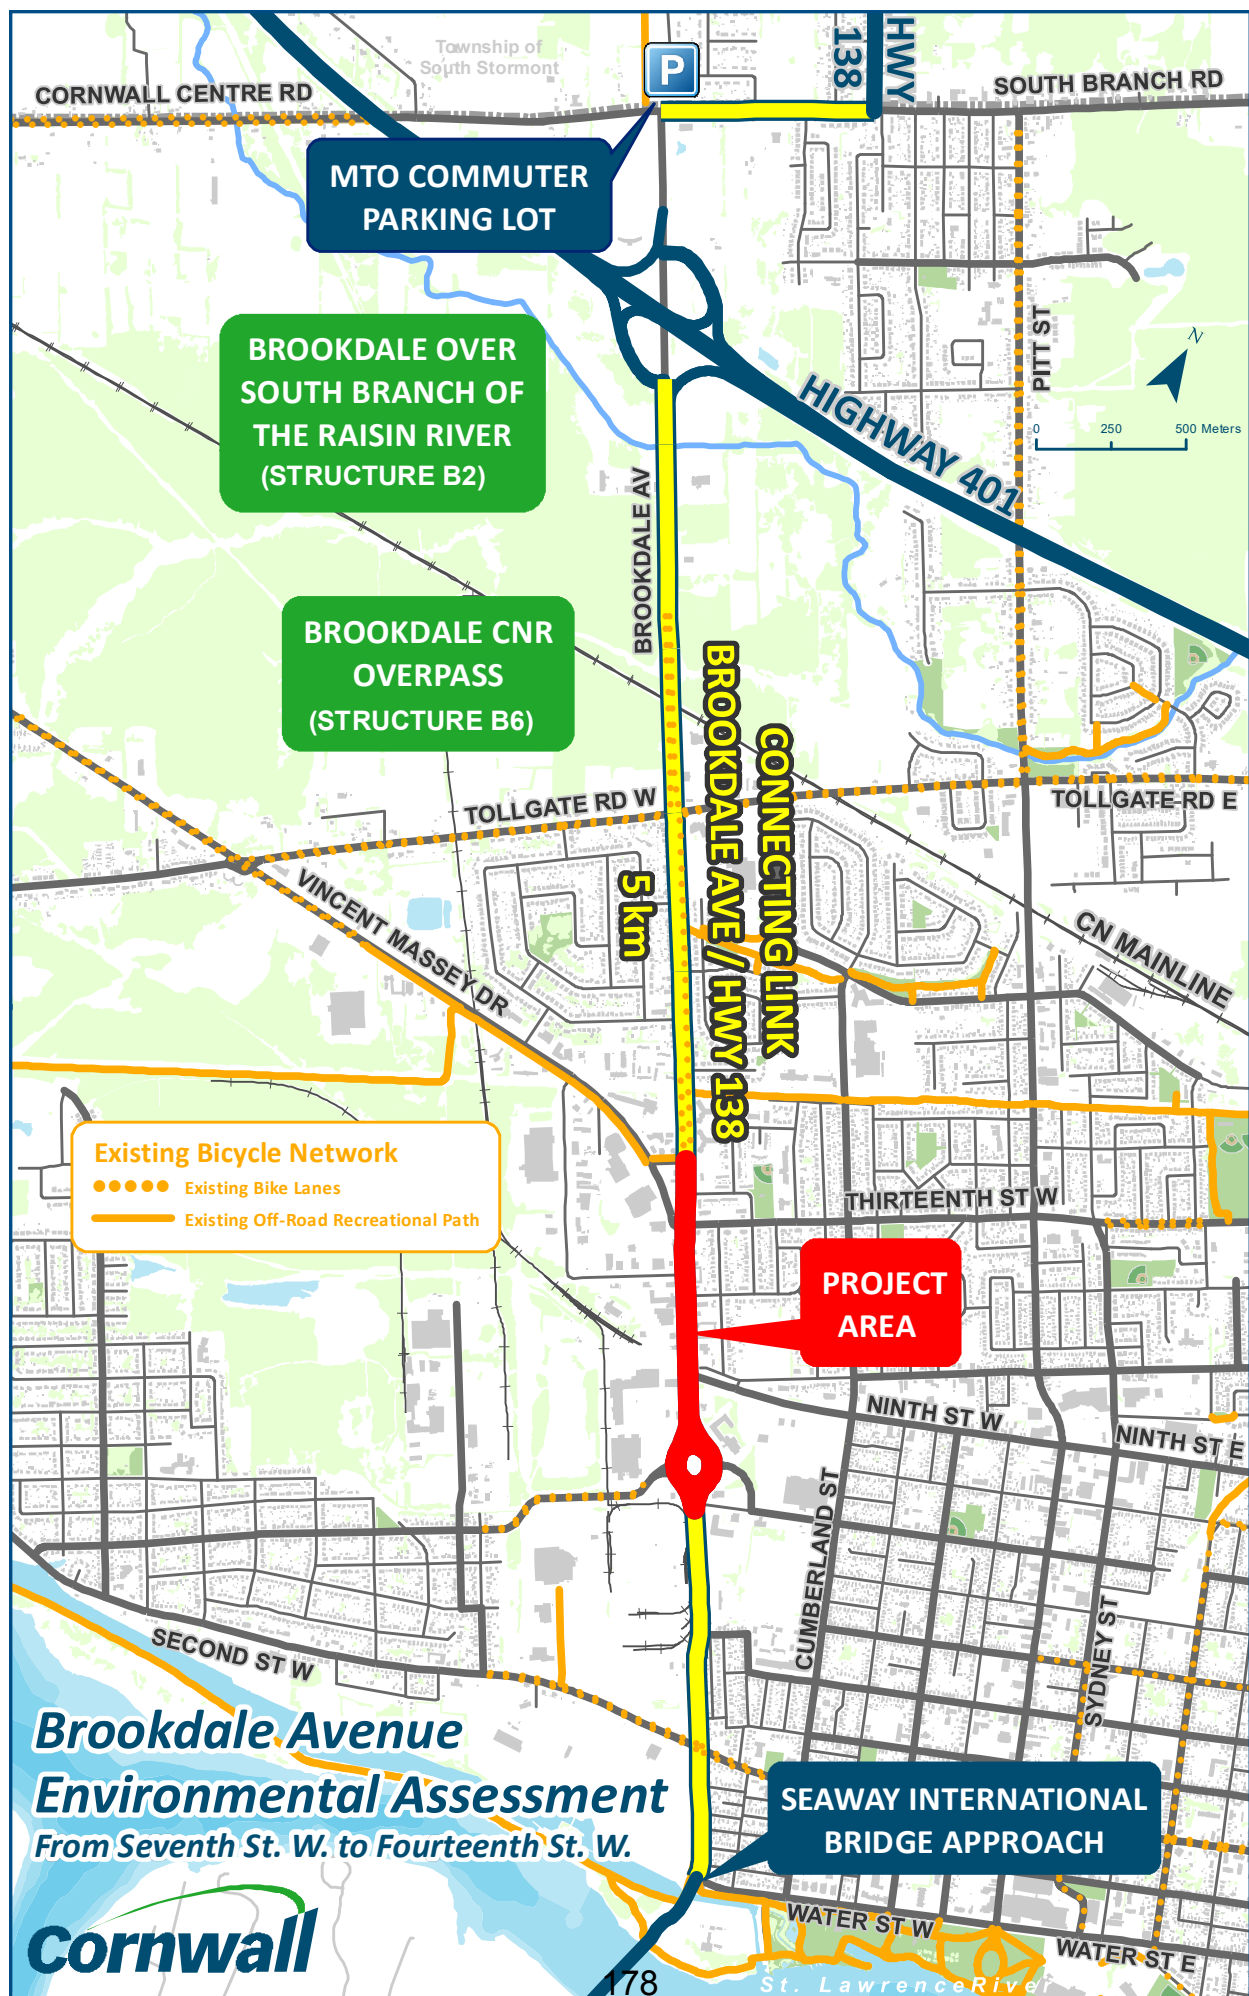 Township of
South Stormont
P
HWY
138
CORNWALL CENTRE RD
SOUTH BRANCH RD
MTO COMMUTER
PARKING LOT
BROOKDALE OVER
SOUTH BRANCH OF
THE RAISIN RIVER
(STRUCTURE B2)
PITT ST
N
0 250 500 Meters
HIGHWAY 401
BROOKDALE AV
BROOKDALE CNR
OVERPASS
(STRUCTURE B6)
CONNECTING LINK
BROOKDALE AVE / HWY 138
5 km
TOLLGATE RD W
TOLLGATE RD E
VINCENT MASSEY DR
CN MAINLINE
Existing Bicycle Network
Existing Bike Lanes
Existing Off-Road Recreational Path
THIRTEENTH ST W
PROJECT
AREA
NINTH ST W
NINTH ST E
CUMBERLAND ST
SYDNEY ST
SECOND ST W
Brookdale Avenue
Environmental Assessment
From Seventh St. W. to Fourteenth St. W.
SEAWAY INTERNATIONAL
BRIDGE APPROACH
WATER ST W
WATER ST E
Cornwall
178
St. Lawrence River